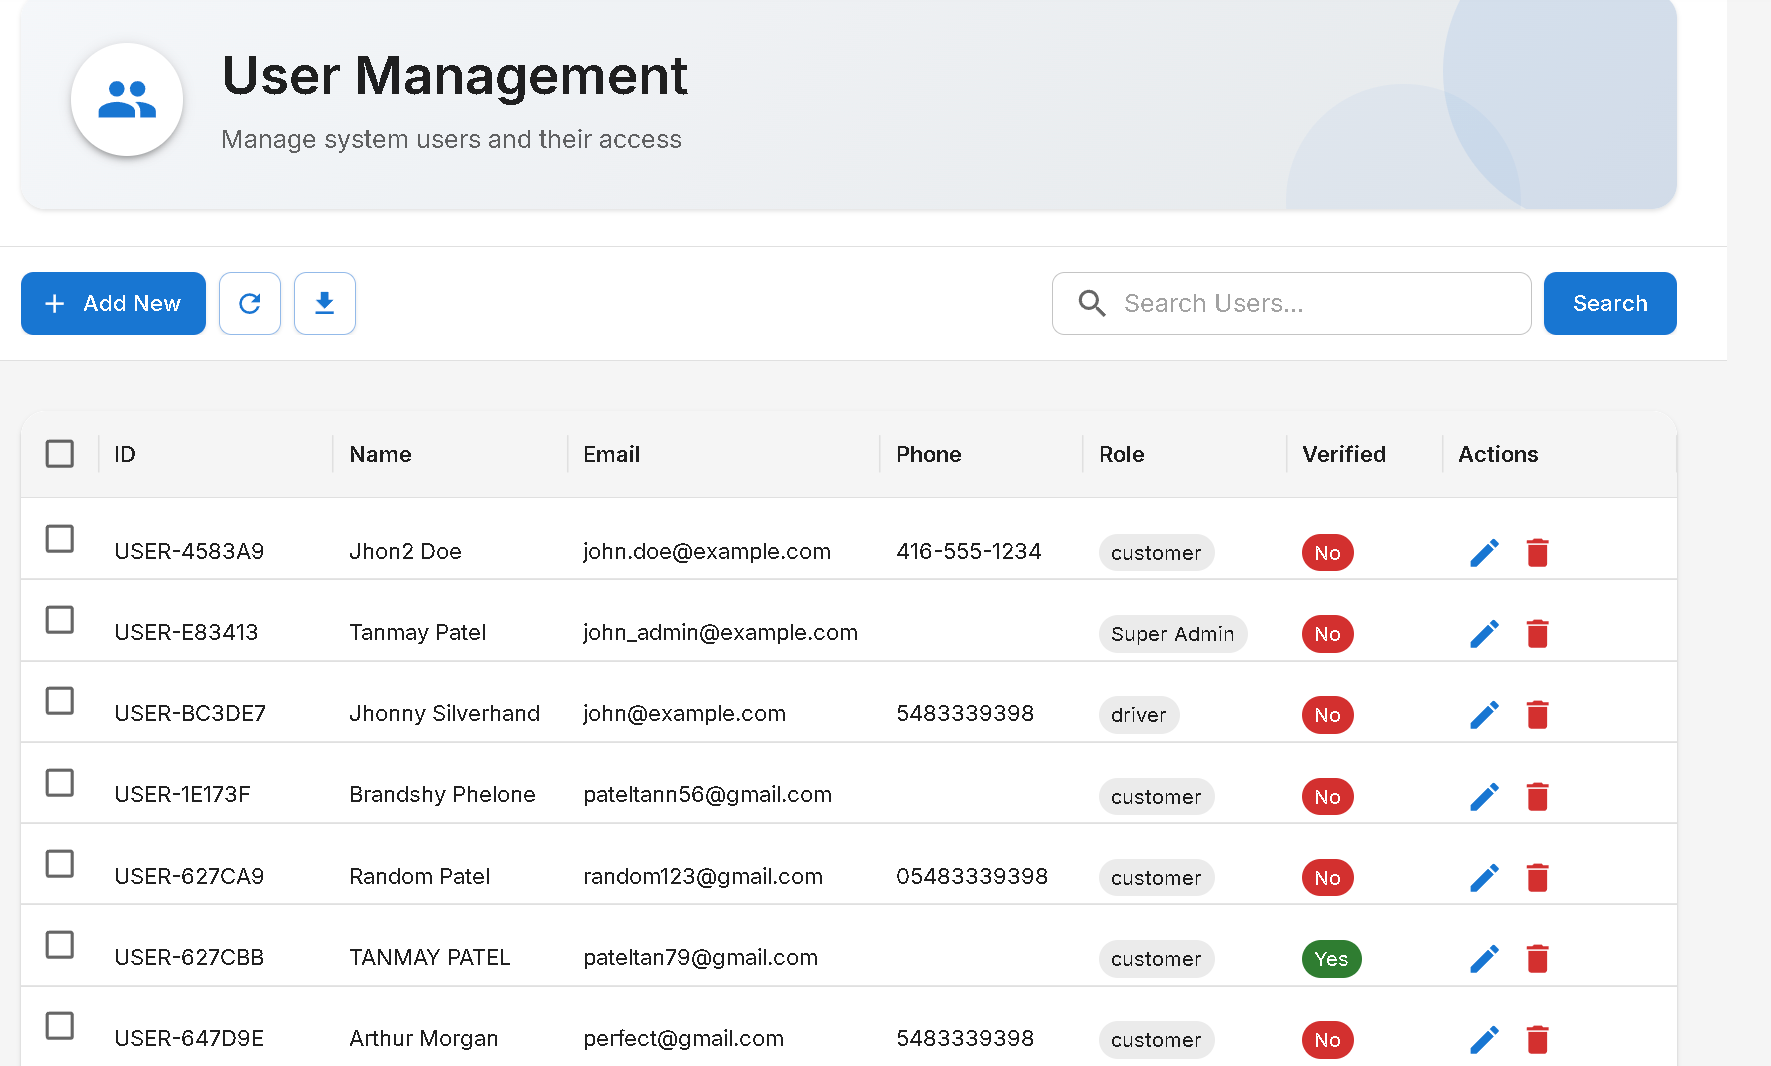 User Management
Manage system users and their access
Add New
Search Users...
Search
ID Name Email Phone Role Verified Actions
USER-4583A9 Jhon2 Doe john.doe@example.com 416-555-1234 customer No
USER-E83413 Tanmay Patel john_admin@example.com Super Admin No
USER-BC3DE7 Jhonny Silverhand john@example.com 5483339398 driver No
USER-1E173F Brandshy Phelone pateltann56@gmail.com customer No
USER-627CA9 Random Patel random123@gmail.com 05483339398 customer No
USER-627CBB TANMAY PATEL pateltan79@gmail.com customer Yes
USER-647D9E Arthur Morgan perfect@gmail.com 5483339398 customer No